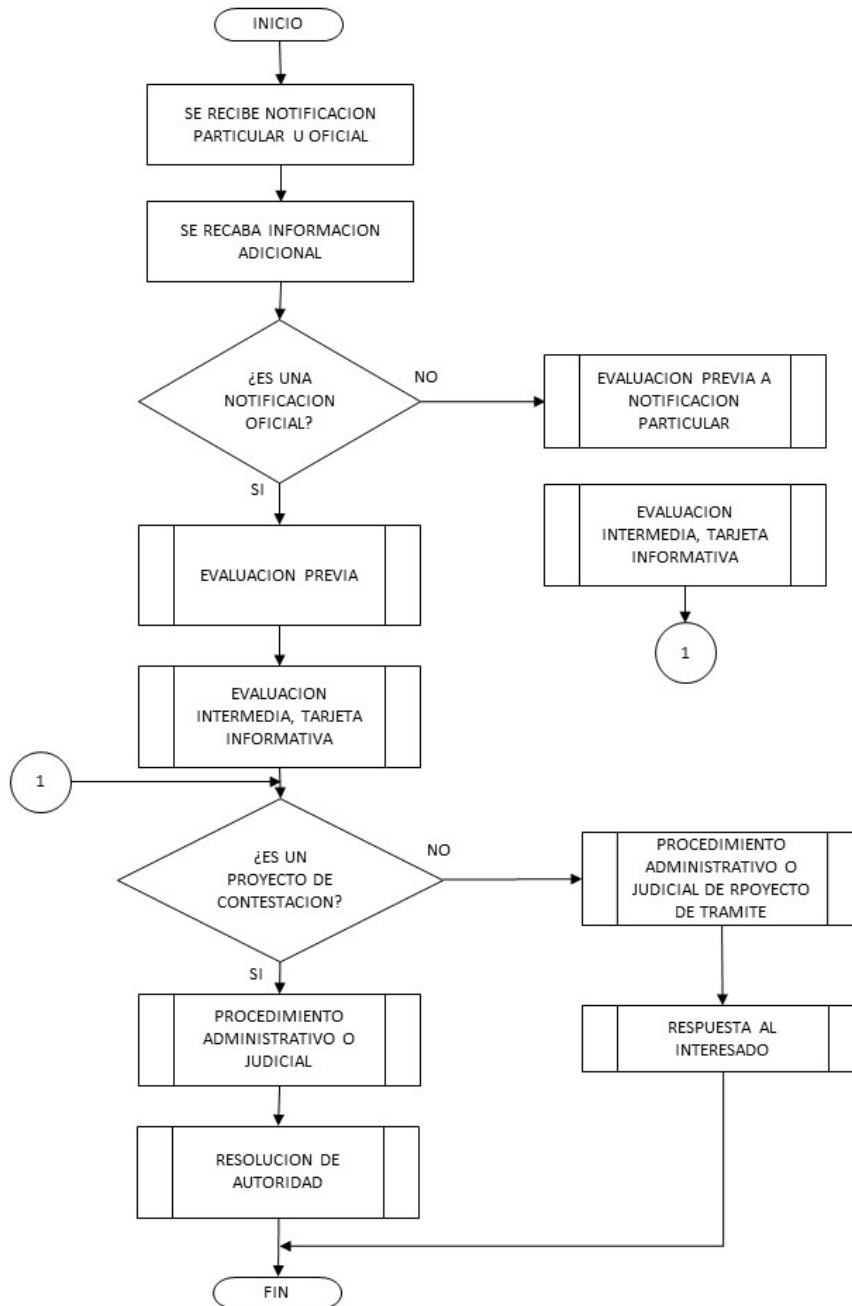 INICIO
SE RECIBE NOTIFICACION
PARTICULAR U OFICIAL
SE RECABA INFORMACION
ADICIONAL
¿ES UNA
NOTIFICACION
OFICIAL?
NO
EVALUACION PREVIA A
NOTIFICACION
PARTICULAR
SI
EVALUACION
INTERMEDIA, TARJETA
INFORMATIVA
1
EVALUACION PREVIA
EVALUACION
INTERMEDIA, TARJETA
INFORMATIVA
1
¿ES UN
PROYECTO DE
CONTESTACION?
NO
PROCEDIMIENTO
ADMINISTRATIVO O
JUDICIAL DE RPOYECTO
DE TRAMITE
SI
PROCEDIMIENTO
ADMINISTRATIVO O
JUDICIAL
RESPUESTA AL
INTERESADO
RESOLUCION DE
AUTORIDAD
FIN